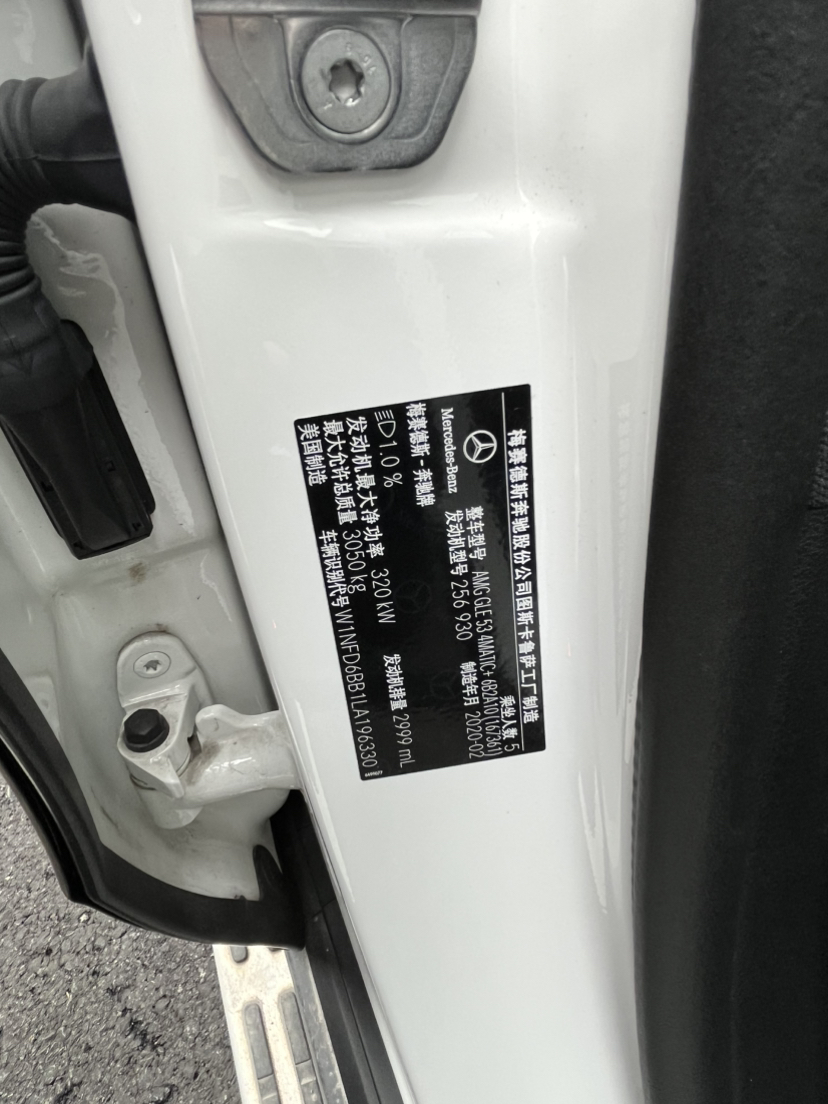 梅赛德斯奔驰股份公司图斯卡鲁萨工厂制造
乘坐人数 5
整车型号 AMG GLE 53 4MATIC+ 6B2A101(167361)
Mercedes-Benz
发动机型号 256 930 制造年月 2020-02
梅赛德斯-奔驰牌
1.0 % 发动机排量 2999 mL
发动机最大净功率 320 kW
最大允许总质量 3050 kg
美国制造 车辆识别代号 W1NFD6BB1LA196330